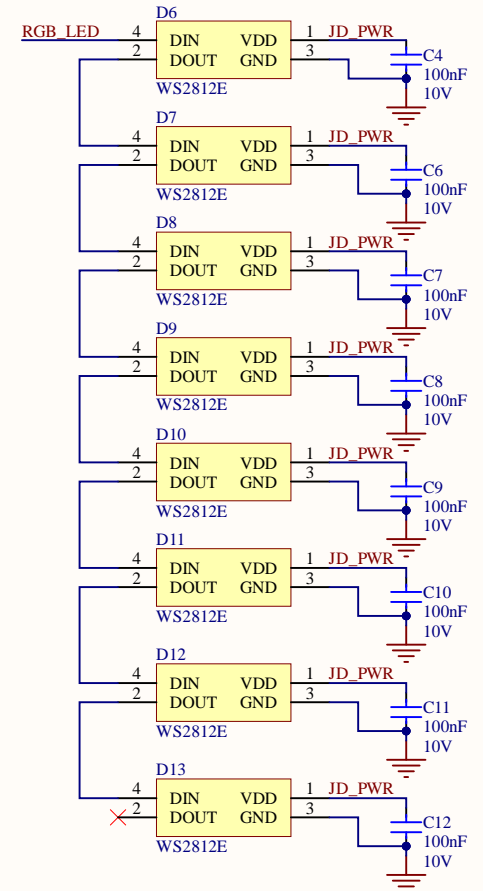 D6
RGB_LED 4 DIN VDD 1 JD_PWR
2 DOUT GND 3 C4
WS2812E 100nF
10V
D7
4 DIN VDD 1 JD_PWR
2 DOUT GND 3 C6
WS2812E 100nF
10V
D8
4 DIN VDD 1 JD_PWR
2 DOUT GND 3 C7
WS2812E 100nF
10V
D9
4 DIN VDD 1 JD_PWR
2 DOUT GND 3 C8
WS2812E 100nF
10V
D10
4 DIN VDD 1 JD_PWR
2 DOUT GND 3 C9
WS2812E 100nF
10V
D11
4 DIN VDD 1 JD_PWR
2 DOUT GND 3 C10
WS2812E 100nF
10V
D12
4 DIN VDD 1 JD_PWR
2 DOUT GND 3 C11
WS2812E 100nF
10V
D13
4 DIN VDD 1 JD_PWR
2 DOUT GND 3 C12
WS2812E 100nF
10V